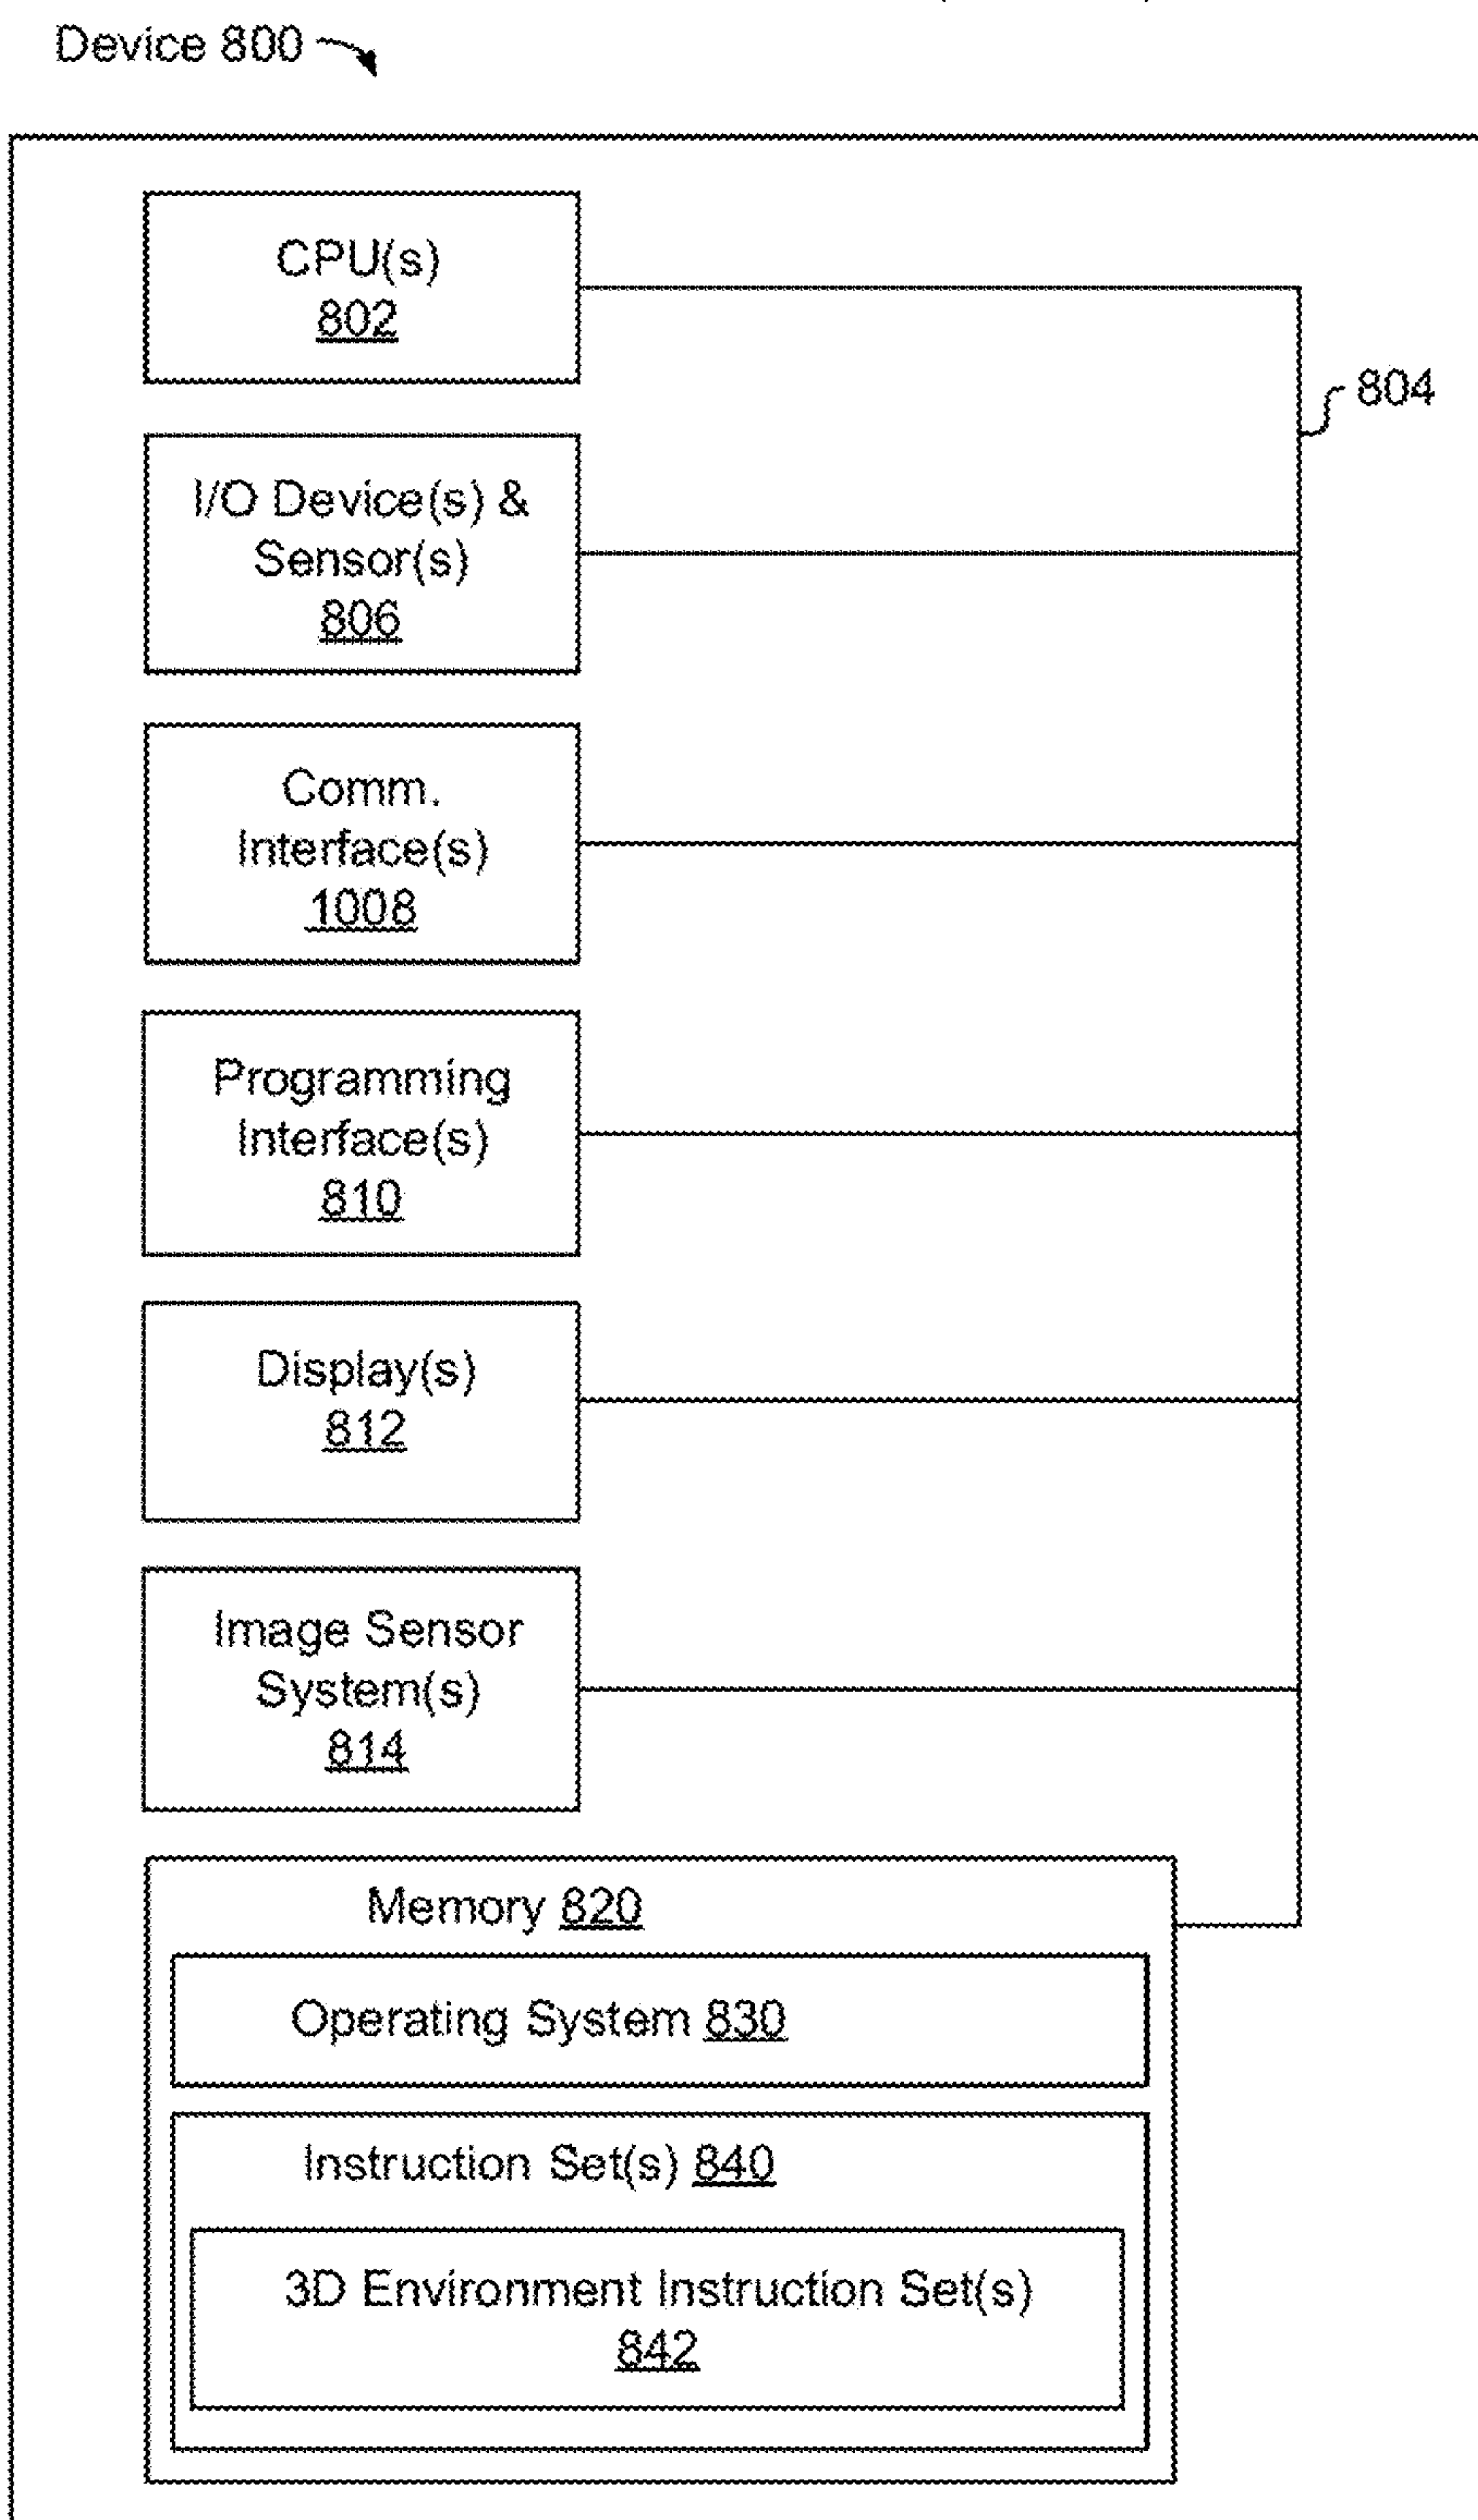 Device 800
CPU(s)
802
804
I/O Device(s) &
Sensor(s)
806
Comm.
Interface(s)
1008
Programming
Interface(s)
810
Display(s)
812
Image Sensor
System(s)
814
Memory 820
Operating System 830
Instruction Set(s) 840
3D Environment Instruction Set(s)
842